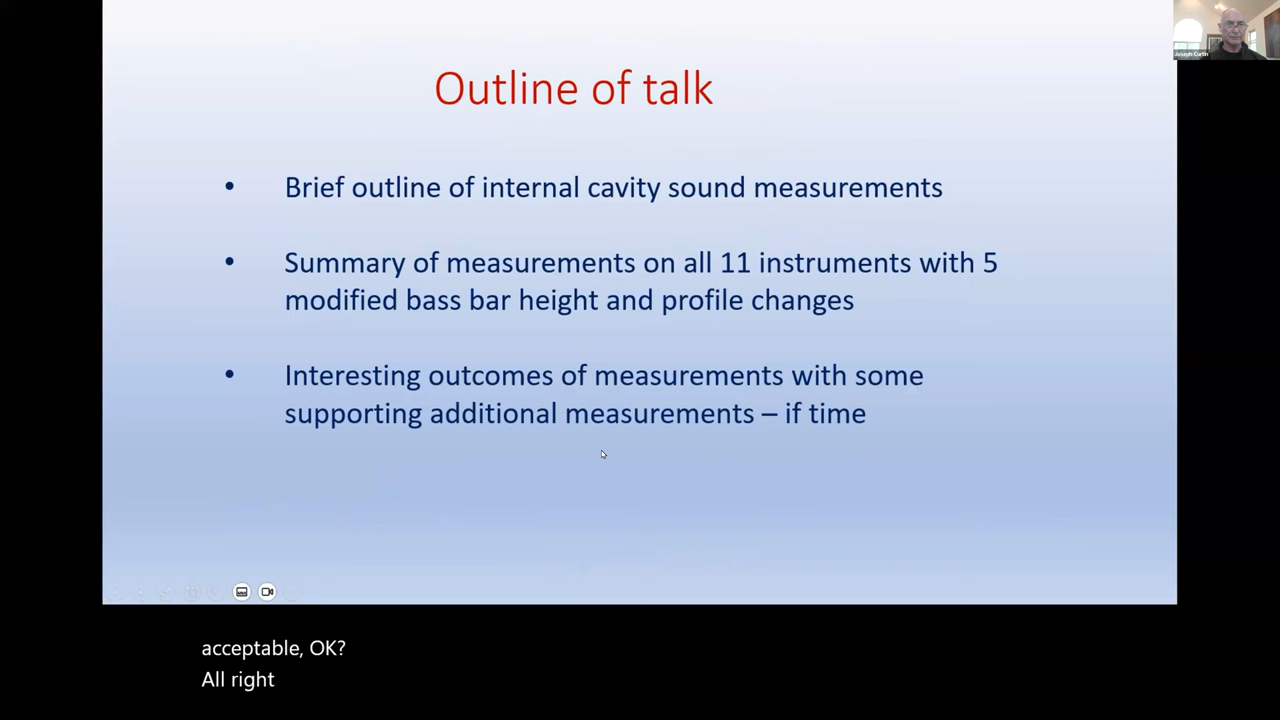 Outline of talk
• Brief outline of internal cavity sound measurements
• Summary of measurements on all 11 instruments with 5
modified bass bar height and profile changes
• Interesting outcomes of measurements with some
supporting additional measurements – if time
Joseph Curtin
acceptable, OK?
All right